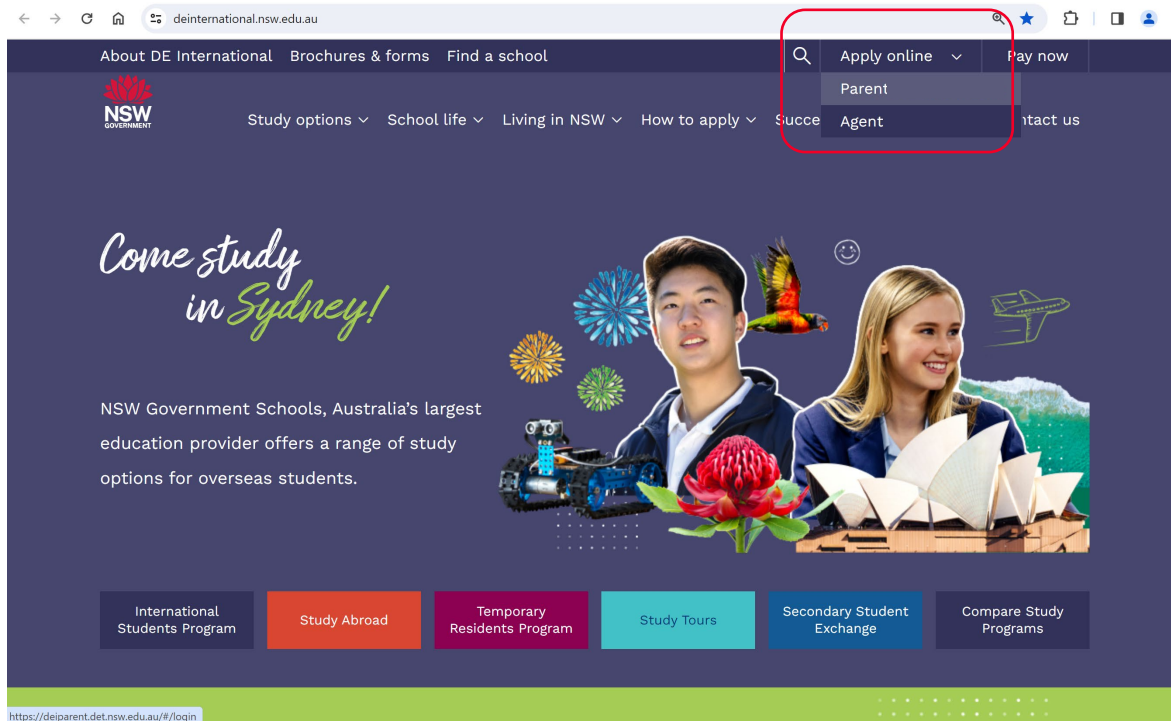 deinternational.nsw.edu.au
About DE International Brochures & forms Find a school Apply online Pay now
Parent
NSW
GOVERNMENT
Study options School life Living in NSW How to apply Succe Agent ntact us
Come study
in Sydney!
NSW Government Schools, Australia's largest
education provider offers a range of study
options for overseas students.
International
Students Program
Study Abroad
Temporary
Residents Program
Study Tours
Secondary Student
Exchange
Compare Study
Programs
https://deiparent.det.nsw.edu.au/#/login